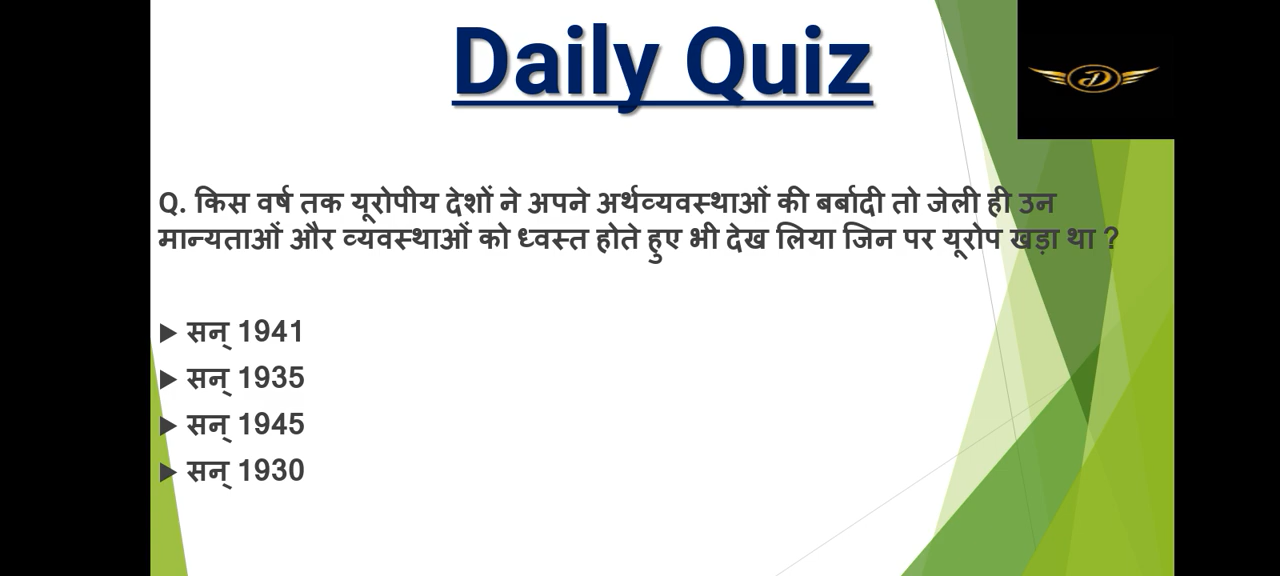 Daily Quiz
Q. किस वर्ष तक यूरोपीय देशों ने अपने अर्थव्यवस्थाओं की बर्बादी तो जेली ही उन
मान्यताओं और व्यवस्थाओं को ध्वस्त होते हुए भी देख लिया जिन पर यूरोप खड़ा था ?
सन् 1941
सन् 1935
सन् 1945
सन् 1930